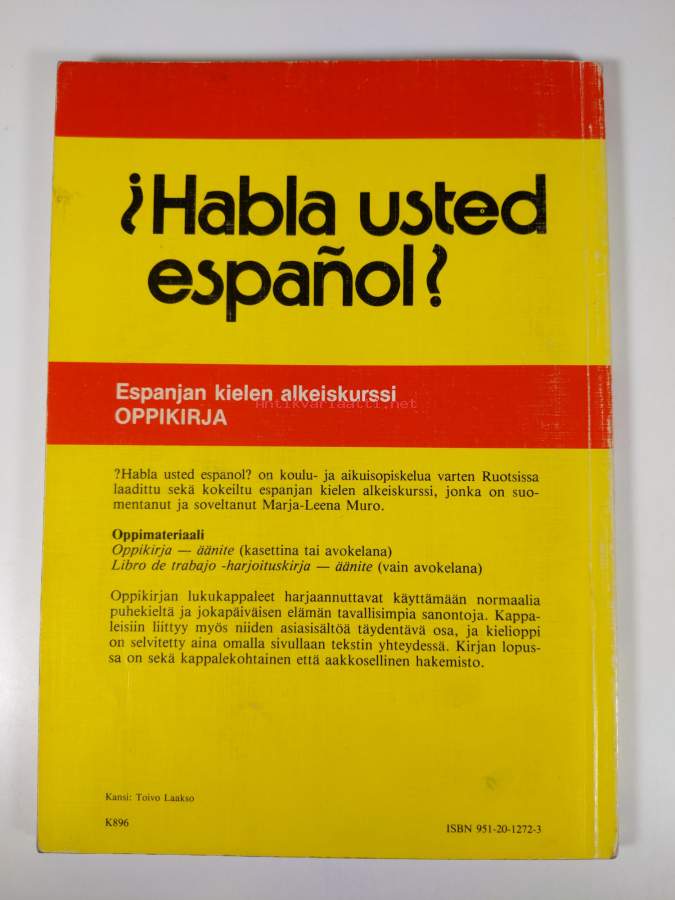 ¿Habla usted
español?
Espanjan kielen alkeiskurssi
Antikvariaatti.net
OPPIKIRJA
?Habla usted espanol? on koulu- ja aikuisopiskelua varten Ruotsissa
laadittu sekä kokeiltu espanjan kielen alkeiskurssi, jonka on suo-
mentanut ja soveltanut Marja-Leena Muro.
Oppimateriaali
Oppikirja — äänite (kasettina tai avokelana)
Libro de trabajo -harjoituskirja — äänite (vain avokelana)
Oppikirjan lukukappaleet harjaannuttavat käyttämään normaalia
puhekieltä ja jokapäiväisen elämän tavallisimpia sanontoja. Kappa-
leisiin liittyy myös niiden asiasisältöä täydentävä osa, ja kielioppi
on selvitetty aina omalla sivullaan tekstin yhteydessä. Kirjan lopus-
sa on sekä kappalekohtainen että aakkosellinen hakemisto.
Kansi: Toivo Laakso
K896
ISBN 951-20-1272-3